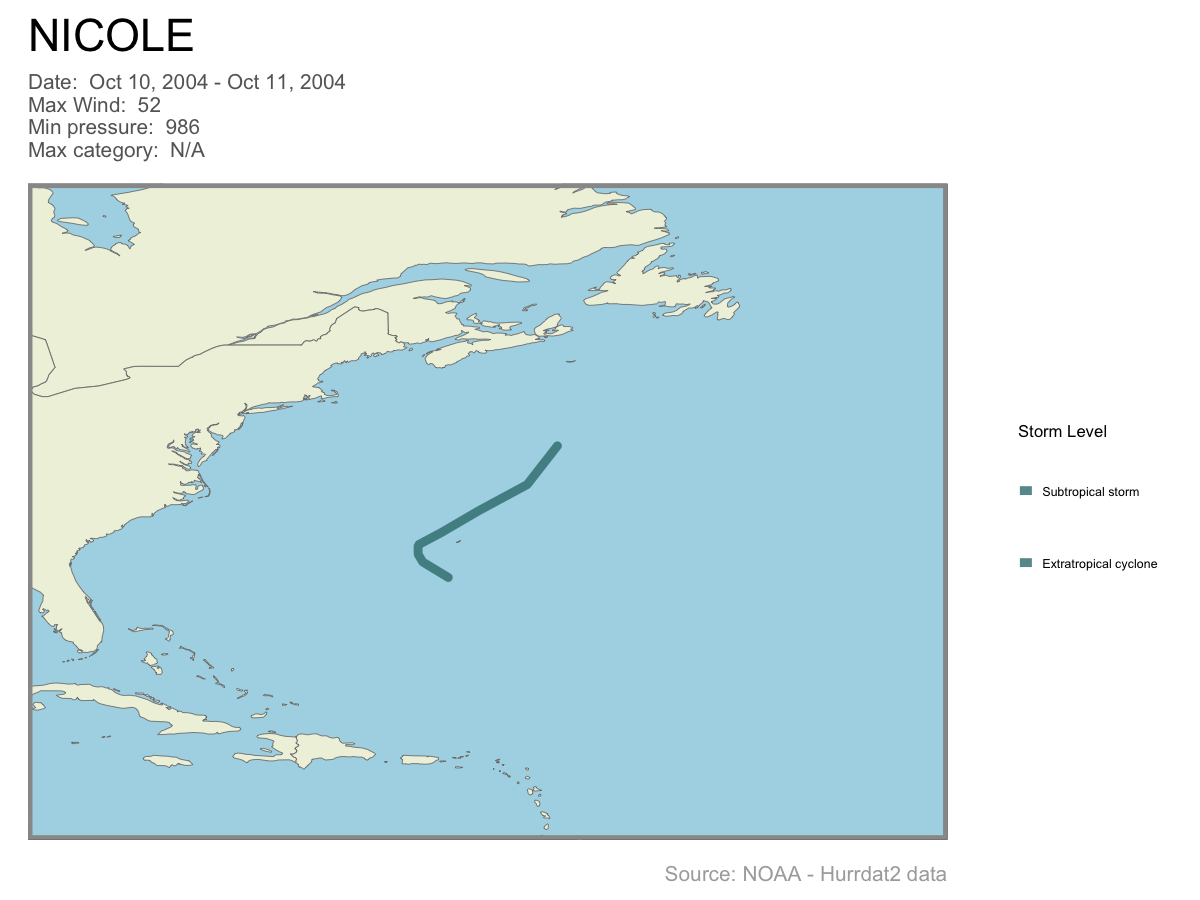 NICOLE
Date:  Oct 10, 2004 - Oct 11, 2004
Max Wind:  52
Min pressure:  986
Max category:  N/A
Storm Level
Subtropical storm
Extratropical cyclone
Source: NOAA - Hurrdat2 data